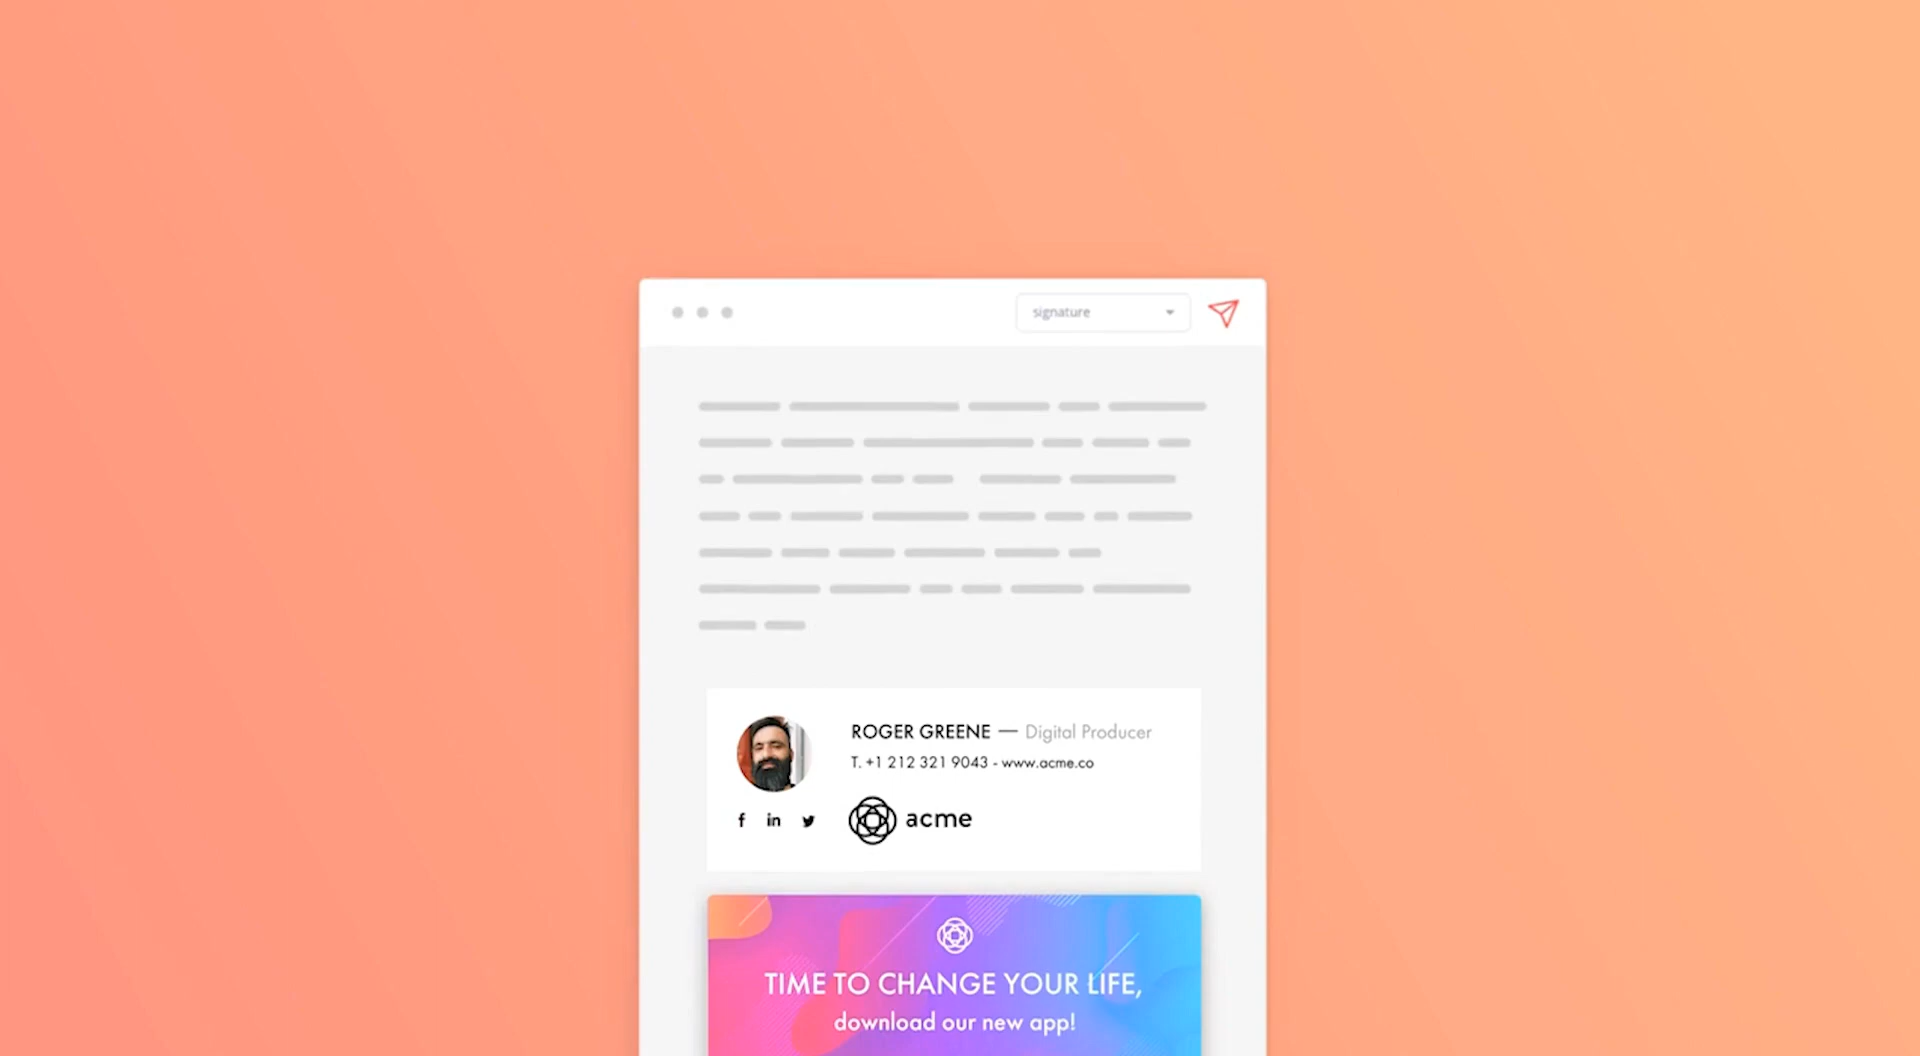 signature
ROGER GREENE — Digital Producer
T. +1 212 321 9043 - www.acme.co
f in
acme
TIME TO CHANGE YOUR LIFE,
download our new app!